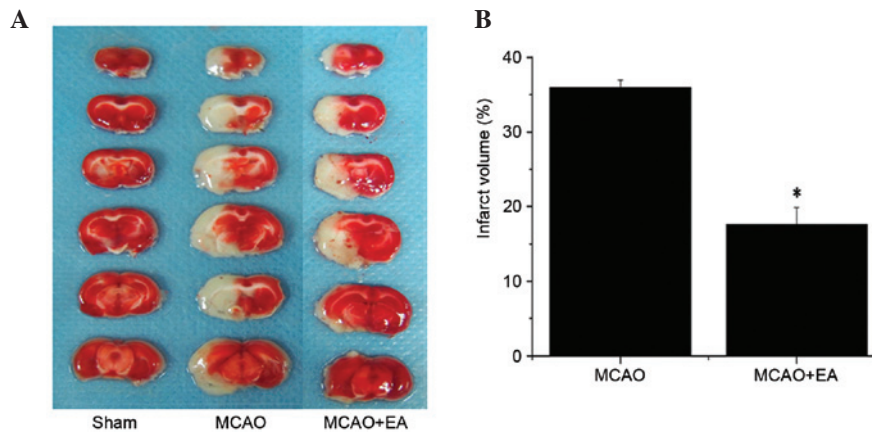 A
Sham MCAO MCAO+EA
B
Infarct volume (%)
40
30
20
10
0
*
MCAO MCAO+EA